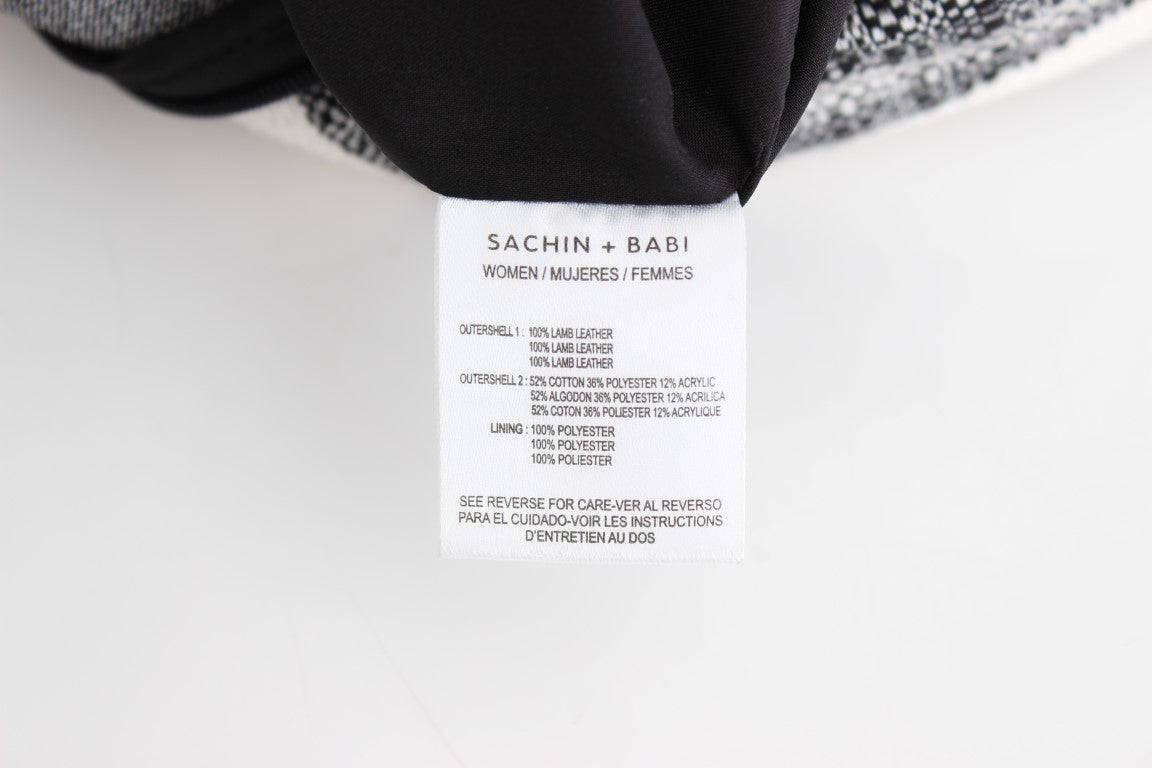 SACHIN + BABI
WOMEN / MUJERES / FEMMES
OUTERSHELL 1 : 100% LAMB LEATHER
100% LAMB LEATHER
100% LAMB LEATHER
OUTERSHELL 2 : 52% COTTON 36% POLYESTER 12% ACRYLIC
52% ALGODON 36% POLYESTER 12% ACRILICA
52% COTON 36% POLIESTER 12% ACRYLIQUE
LINING : 100% POLYESTER
100% POLYESTER
100% POLIESTER
SEE REVERSE FOR CARE-VER AL REVERSO
PARA EL CUIDADO-VOIR LES INSTRUCTIONS
D'ENTRETIEN AU DOS